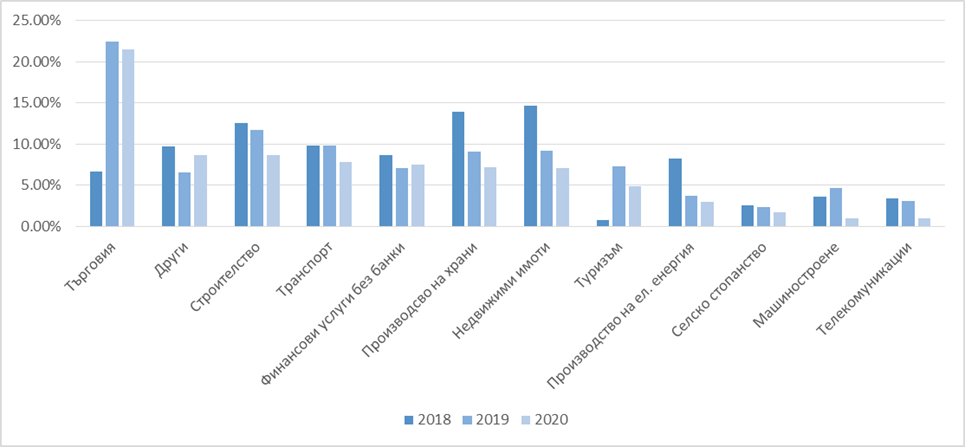 25.00%
20.00%
15.00%
10.00%
5.00%
0.00%
Търговия
Други
Строителство
Транспорт
Финансови услуги без банки
Производсво на храни
Недвижими имоти
Туризъм
Производство на ел. енергия
Селско стопанство
Машиностроене
Телекомуникации
2018 2019 2020